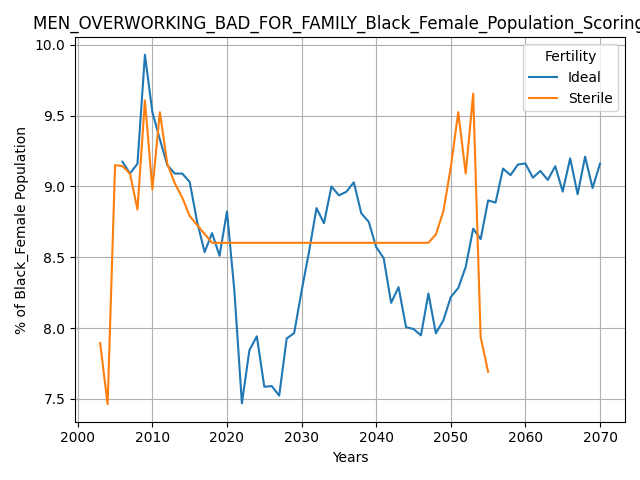 MEN_OVERWORKING_BAD_FOR_FAMILY_Black_Female_Population_Scoring
Fertility
Ideal
Sterile
% of Black_Female Population
10.0
9.5
9.0
8.5
8.0
7.5
2000 2010 2020 2030 2040 2050 2060 2070
Years